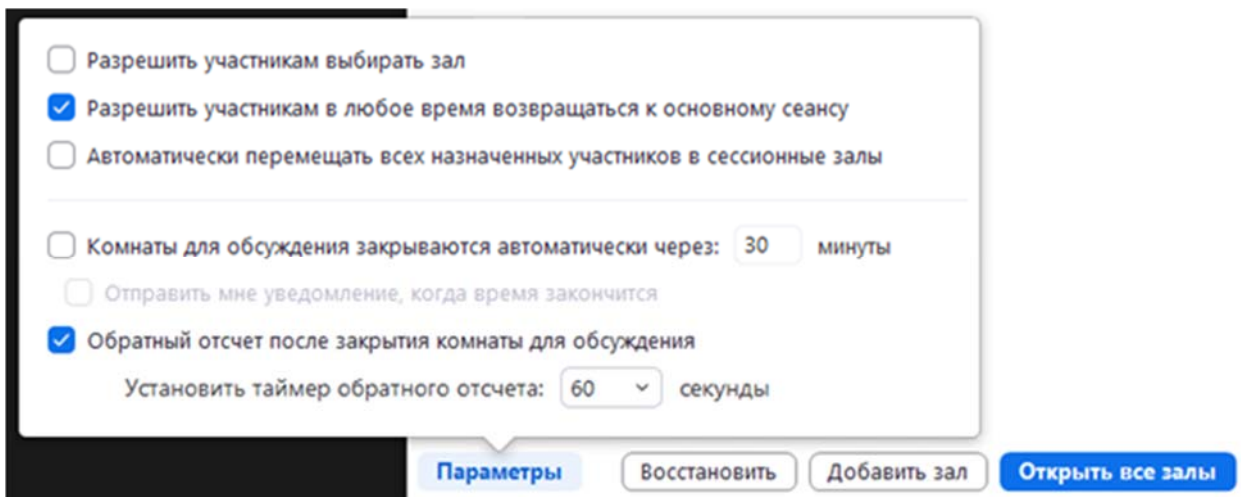 Разрешить участникам выбирать зал
Разрешить участникам в любое время возвращаться к основному сеансу
Автоматически перемещать всех назначенных участников в сессионные залы
Комнаты для обсуждения закрываются автоматически через: 30 минуты
Отправить мне уведомление, когда время закончится
Обратный отсчет после закрытия комнаты для обсуждения
Установить таймер обратного отсчета: 60 секунды
Параметры Восстановить Добавить зал Открыть все залы